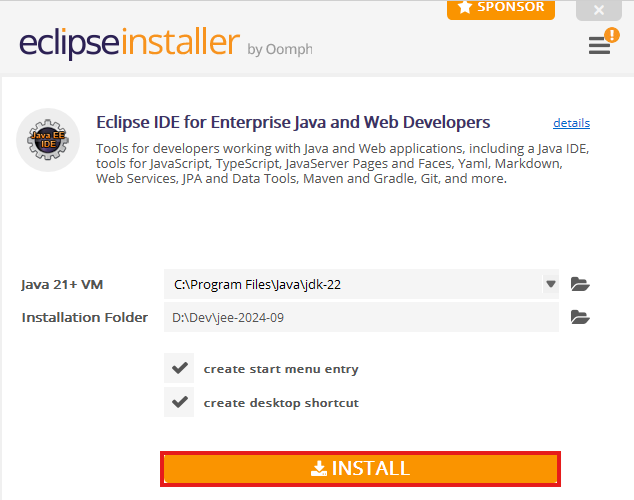 SPONSOR
eclipseinstaller by Oomph
Java EE
IDE
Eclipse IDE for Enterprise Java and Web Developers
details
Tools for developers working with Java and Web applications, including a Java IDE,
tools for JavaScript, TypeScript, JavaServer Pages and Faces, Yaml, Markdown,
Web Services, JPA and Data Tools, Maven and Gradle, Git, and more.
Java 21+ VM
C:\Program Files\Java\jdk-22
Installation Folder
D:\Dev\jee-2024-09
create start menu entry
create desktop shortcut
INSTALL